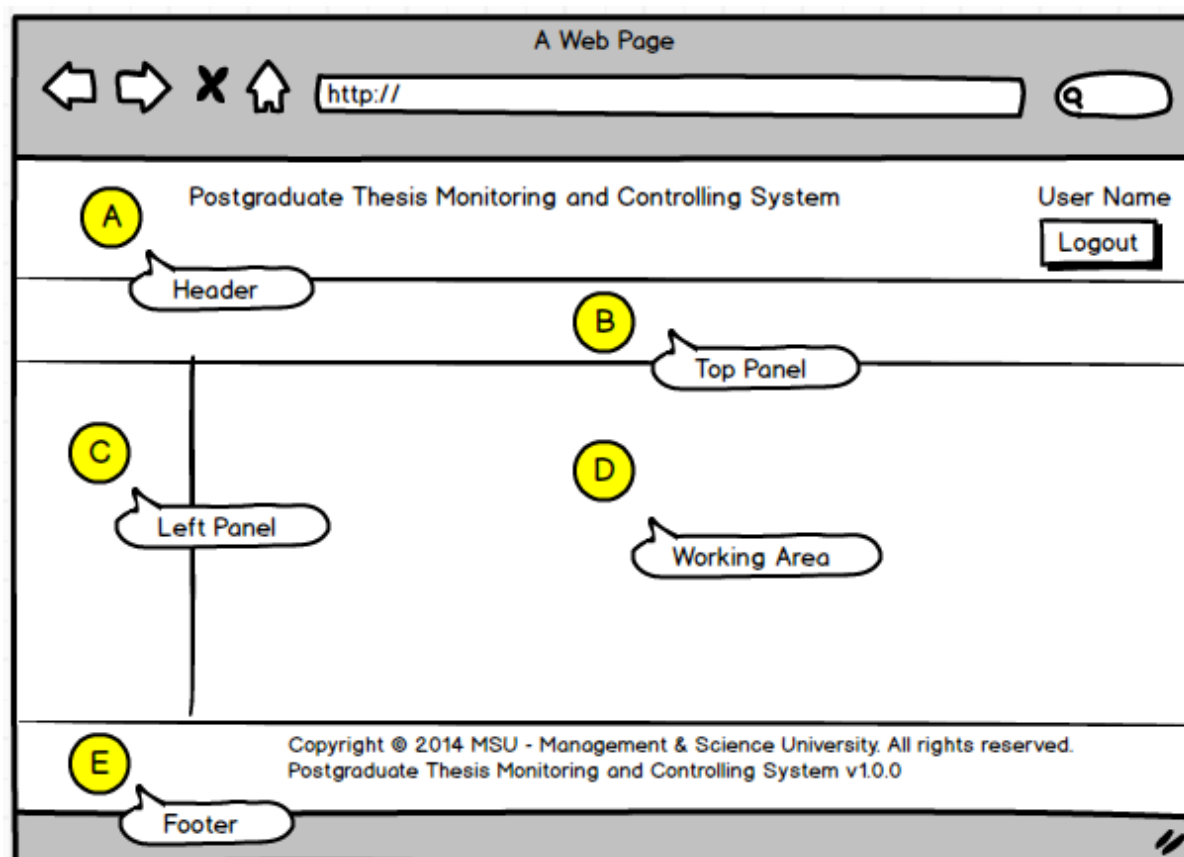 A Web Page
http://
Postgraduate Thesis Monitoring and Controlling System
User Name
A
Logout
Header
B
Top Panel
C
D
Left Panel
Working Area
Copyright © 2014 MSU - Management & Science University. All rights reserved.
E
Postgraduate Thesis Monitoring and Controlling System v1.0.0
Footer